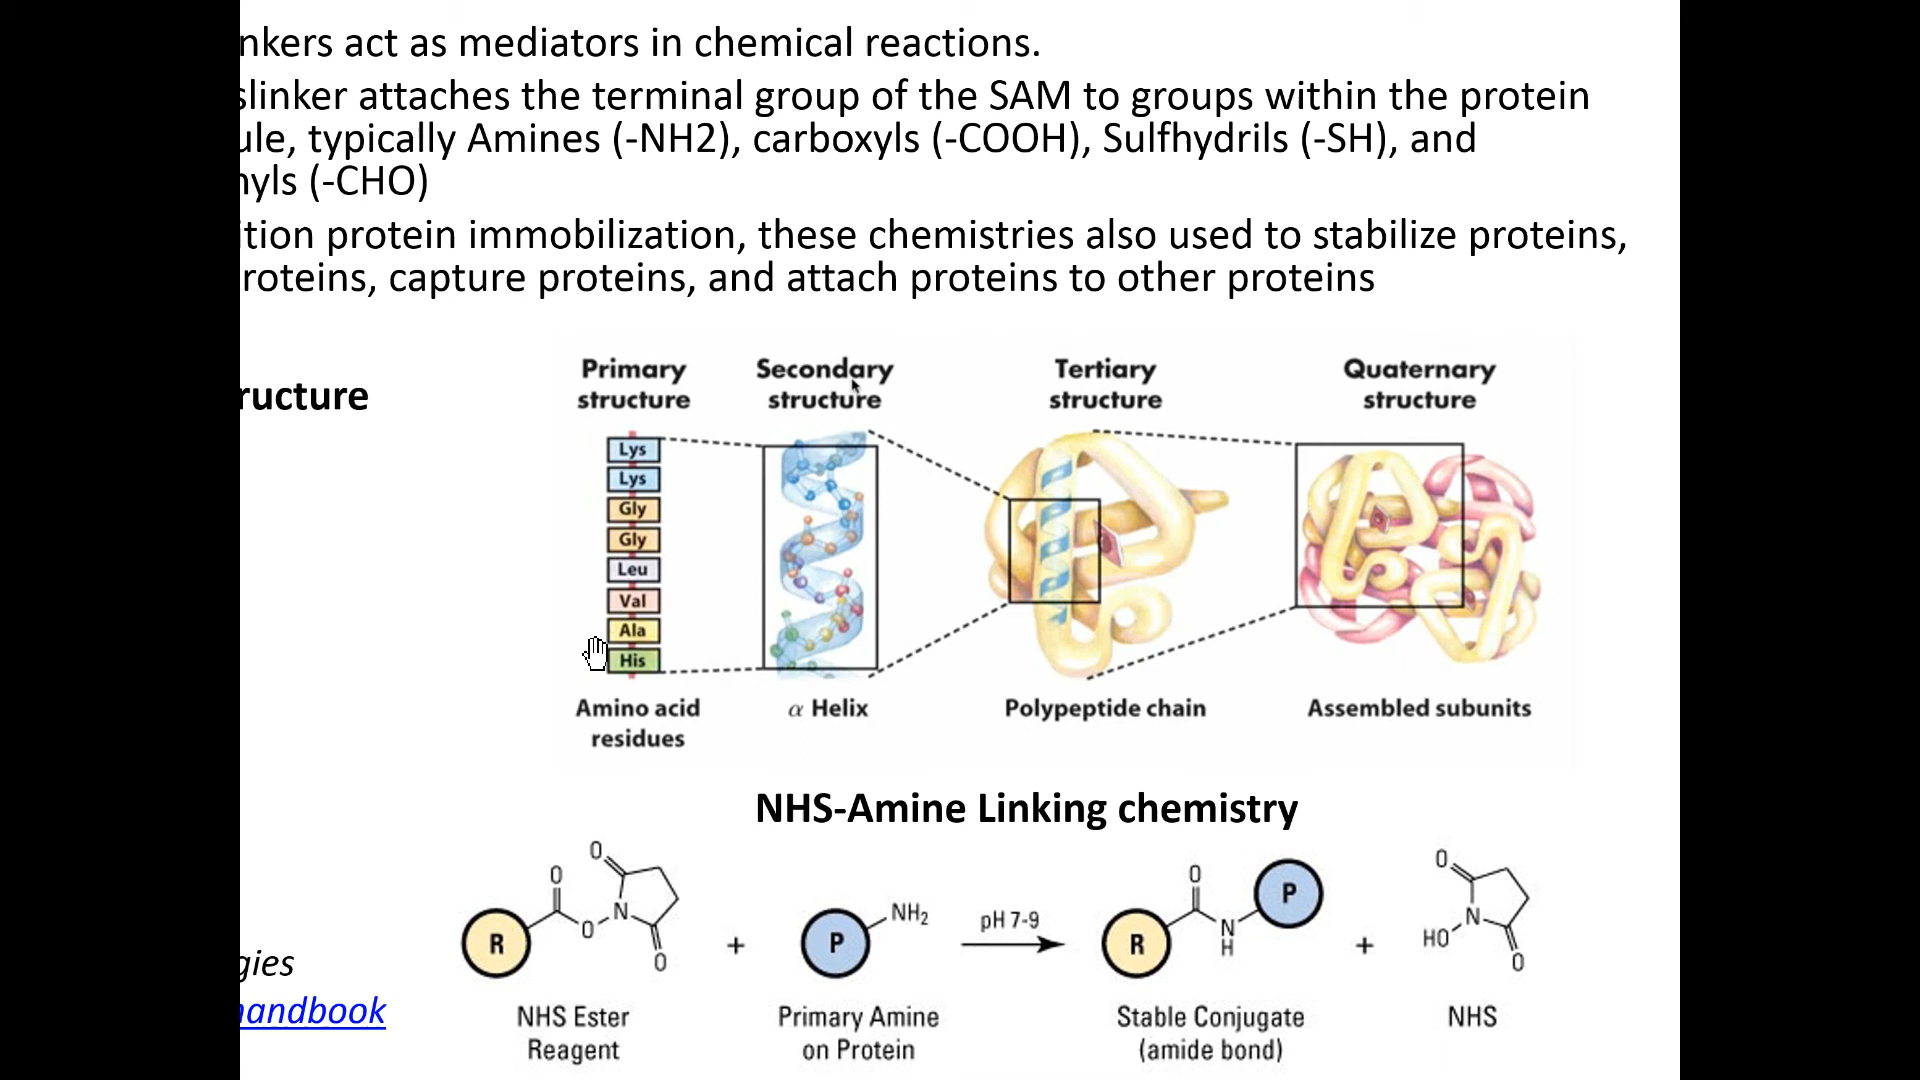 nkers act as mediators in chemical reactions.
slinker attaches the terminal group of the SAM to groups within the protein
ule, typically Amines (-NH2), carboxyls (-COOH), Sulfhydrils (-SH), and
nyls (-CHO)
ition protein immobilization, these chemistries also used to stabilize proteins,
roteins, capture proteins, and attach proteins to other proteins
ructure
Primary structure
Secondary structure
Tertiary structure
Quaternary structure
Lys
Lys
Gly
Gly
Leu
Val
Ala
His
Amino acid residues
α Helix
Polypeptide chain
Assembled subunits
NHS-Amine Linking chemistry
R
O
O
N
O
O
+
P
NH2
pH 7-9
R
O
N
H
P
+
O
N
HO
O
NHS Ester Reagent
Primary Amine on Protein
Stable Conjugate (amide bond)
NHS
gies
handbook